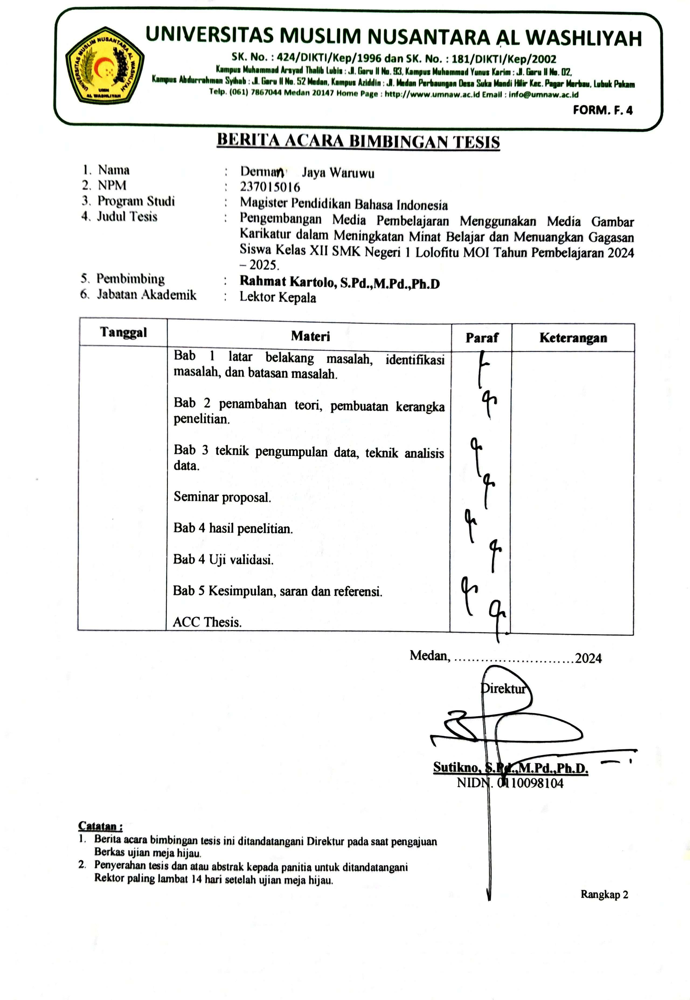 UNIVERSITAS MUSLIM NUSANTARA AL WASHLIYAH
SK. No. : 424/DIKTI/Kep/1996 dan SK. No. : 181/DIKTI/Kep/2002
Kampus Muhammad Arsyad Thalib Lubis : Jl. Garu II No. 93, Kampus Muhammad Yunus Karim : Jl. Garu II No. 02,
Kampus Abdurrahman Syihab : Jl. Garu II No. 52 Medan, Kampus Aziddin : Jl. Medan Perbaungan Desa Suka Mandi Hilir Kec. Pagar Merbau, Lubuk Pakam
Telp. (061) 7867044 Medan 20147 Home Page : http://www.umnaw.ac.id Email : info@umnaw.ac.id
UNIVERSITAS MUSLIM NUSANTARA AL WASHLIYAH
UMN
AL WASHLIYAH
FORM. F. 4
BERITA ACARA BIMBINGAN TESIS
1. Nama : Derman Jaya Waruwu
2. NPM : 237015016
3. Program Studi : Magister Pendidikan Bahasa Indonesia
4. Judul Tesis : Pengembangan Media Pembelajaran Menggunakan Media Gambar
Karikatur dalam Meningkatan Minat Belajar dan Menuangkan Gagasan
Siswa Kelas XII SMK Negeri 1 Lolofitu MOI Tahun Pembelajaran 2024
– 2025.
5. Pembimbing : Rahmat Kartolo, S.Pd.,M.Pd.,Ph.D
6. Jabatan Akademik : Lektor Kepala
Tanggal Materi Paraf Keterangan
Bab 1 latar belakang masalah, identifikasi
masalah, dan batasan masalah.
Bab 2 penambahan teori, pembuatan kerangka
penelitian.
Bab 3 teknik pengumpulan data, teknik analisis
data.
Seminar proposal.
Bab 4 hasil penelitian.
Bab 4 Uji validasi.
Bab 5 Kesimpulan, saran dan referensi.
ACC Thesis.
Medan, ............................2024
Direktur
Sutikno, S.Pd.,M.Pd.,Ph.D.
NIDN. 0110098104
Catatan :
1. Berita acara bimbingan tesis ini ditandatangani Direktur pada saat pengajuan
Berkas ujian meja hijau.
2. Penyerahan tesis dan atau abstrak kepada panitia untuk ditandatangani
Rektor paling lambat 14 hari setelah ujian meja hijau.
Rangkap 2